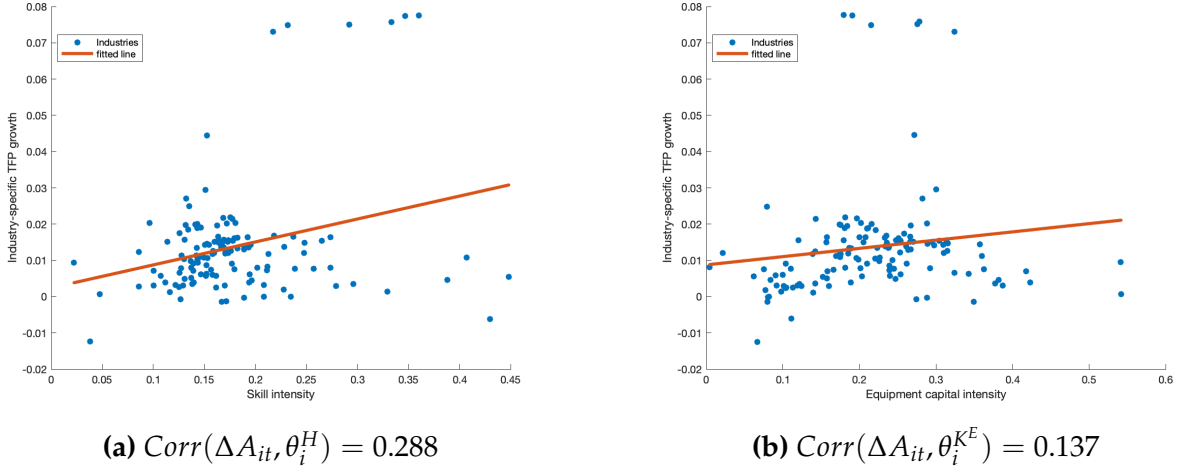 0.08
0.07
0.06
0.05
0.04
0.03
0.02
0.01
0
-0.01
-0.02
Industry-specific TFP growth
Industries
fitted line
0 0.05 0.1 0.15 0.2 0.25 0.3 0.35 0.4 0.45
Skill intensity
(a) Corr(ΔA_{it}, θ_i^H) = 0.288
0.08
0.07
0.06
0.05
0.04
0.03
0.02
0.01
0
-0.01
-0.02
Industry-specific TFP growth
Industries
fitted line
0 0.1 0.2 0.3 0.4 0.5 0.6
Equipment capital intensity
(b) Corr(ΔA_{it}, θ_i^{K^E}) = 0.137